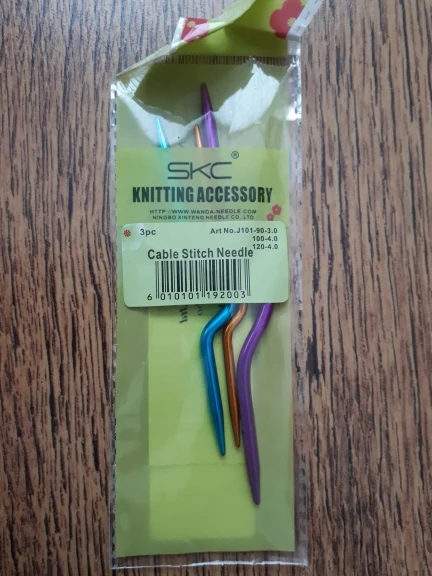 SKC®
KNITTING ACCESSORY
HTTP://WWW.WANDA-NEEDLE.COM
NINGBO JINTENG NEEDLE CO.,LTD
3pc Art No.J101-90-3.0
100-4.0
120-4.0
Cable Stitch Needle
6 010101 192003